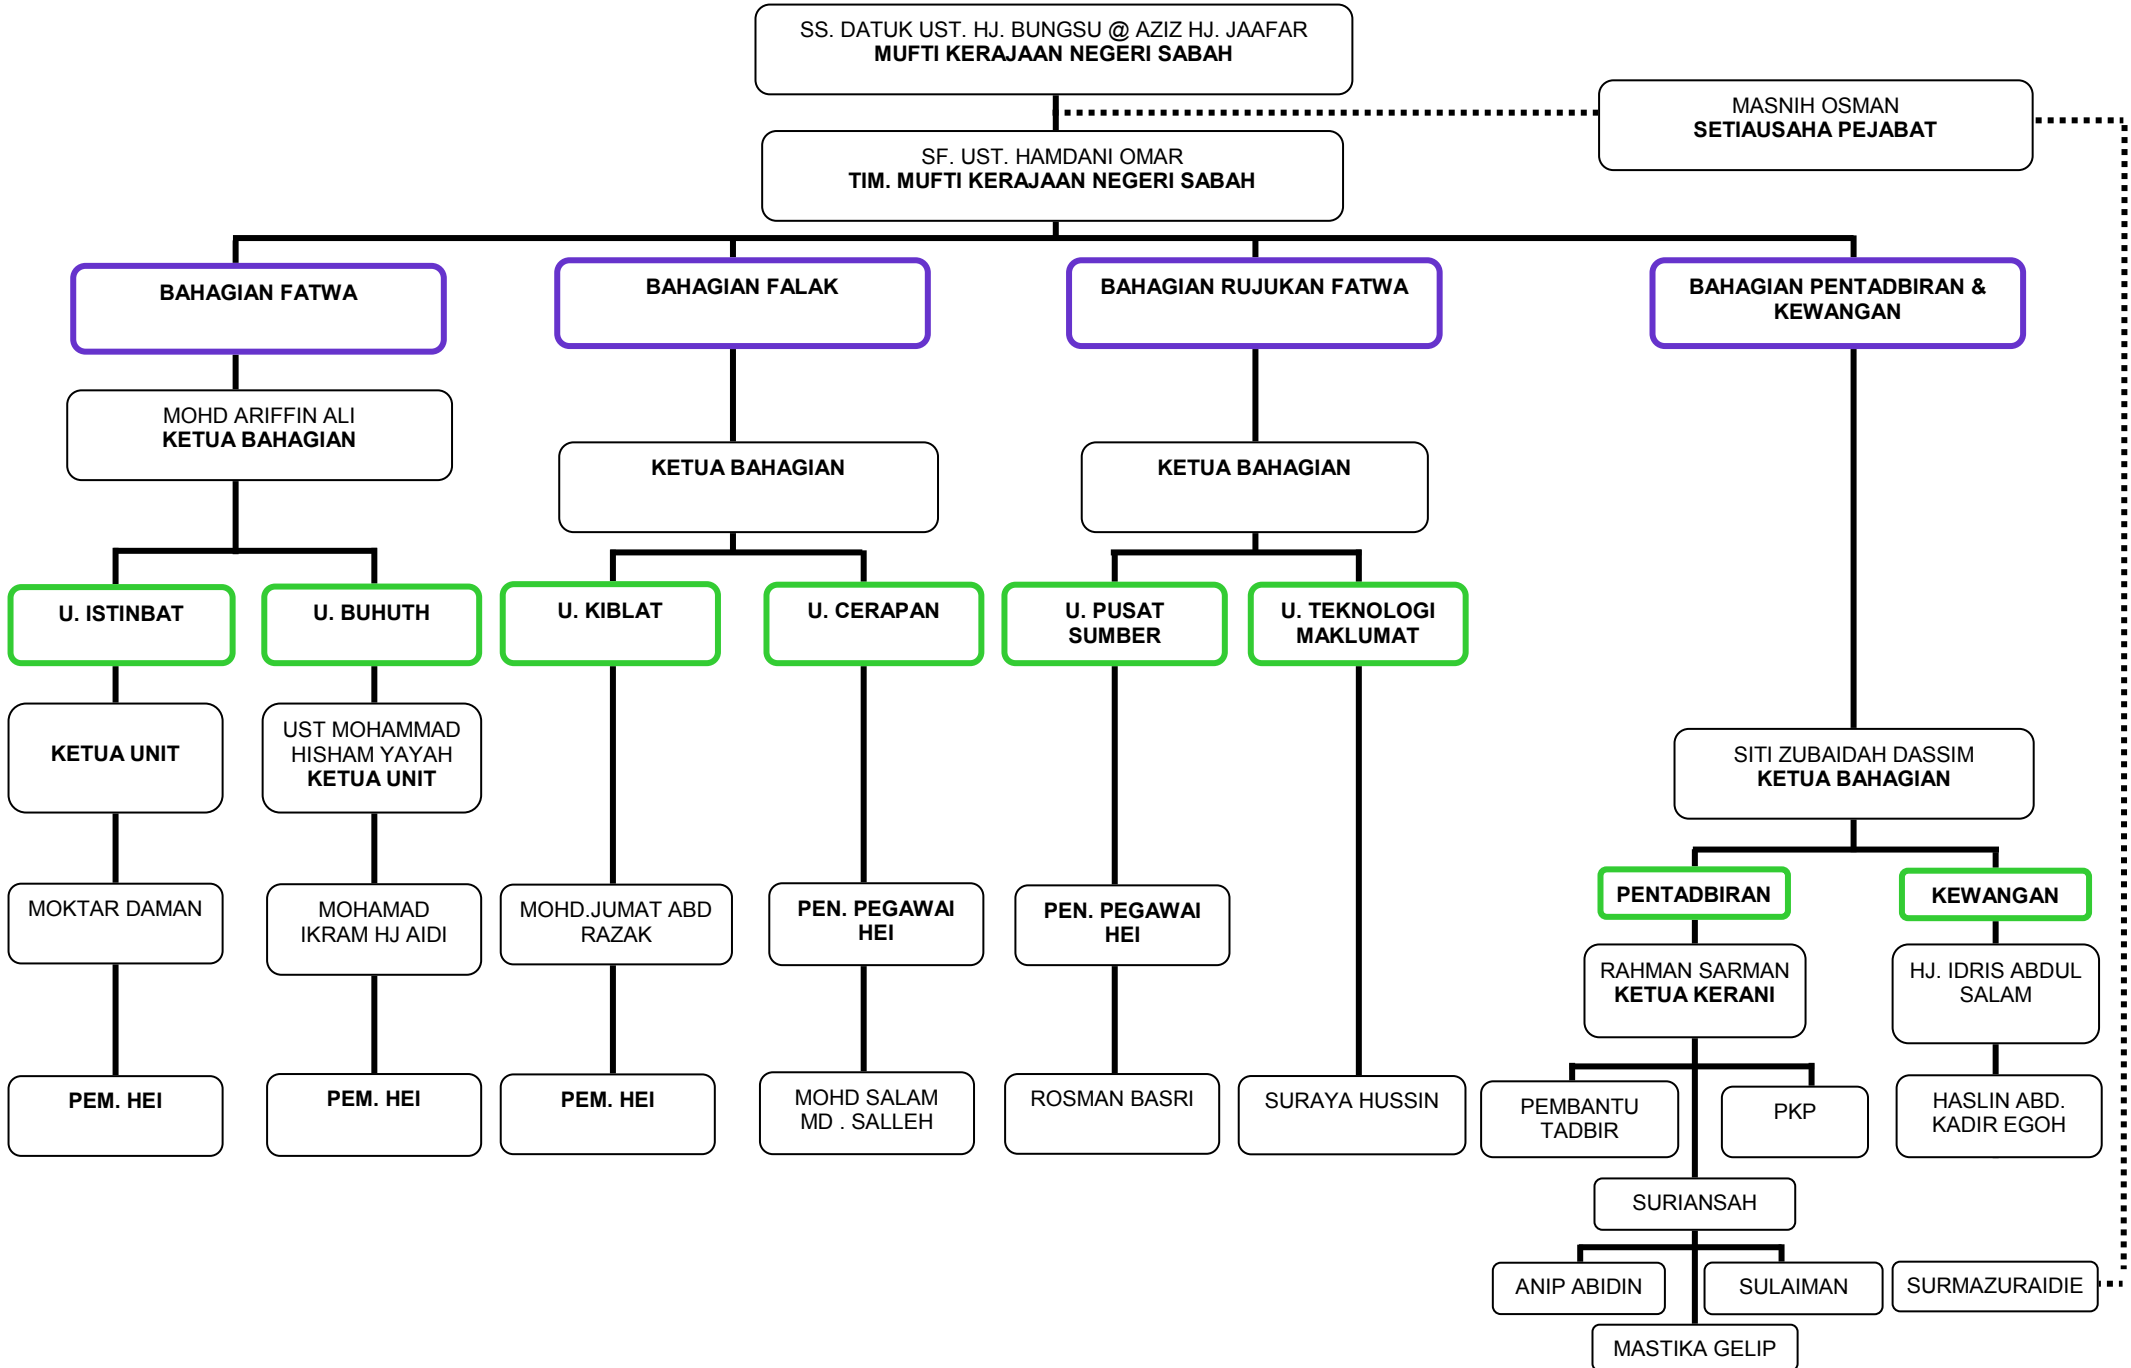 SS. DATUK UST. HJ. BUNGSU @ AZIZ HJ. JAAFAR
MUFTI KERAJAAN NEGERI SABAH
MASNIH OSMAN
SETIAUSAHA PEJABAT
SF. UST. HAMDANI OMAR
TIM. MUFTI KERAJAAN NEGERI SABAH
BAHAGIAN FATWA
BAHAGIAN FALAK
BAHAGIAN RUJUKAN FATWA
BAHAGIAN PENTADBIRAN &
KEWANGAN
MOHD ARIFFIN ALI
KETUA BAHAGIAN
KETUA BAHAGIAN
KETUA BAHAGIAN
U. ISTINBAT
U. BUHUTH
U. KIBLAT
U. CERAPAN
U. PUSAT
SUMBER
U. TEKNOLOGI
MAKLUMAT
KETUA UNIT
UST MOHAMMAD
HISHAM YAYAH
KETUA UNIT
SITI ZUBAIDAH DASSIM
KETUA BAHAGIAN
MOKTAR DAMAN
MOHAMAD
IKRAM HJ AIDI
MOHD.JUMAT ABD
RAZAK
PEN. PEGAWAI
HEI
PEN. PEGAWAI
HEI
PENTADBIRAN
KEWANGAN
RAHMAN SARMAN
KETUA KERANI
HJ. IDRIS ABDUL
SALAM
PEM. HEI
PEM. HEI
PEM. HEI
MOHD SALAM
MD . SALLEH
ROSMAN BASRI
SURAYA HUSSIN
PEMBANTU
TADBIR
PKP
HASLIN ABD.
KADIR EGOH
SURIANSAH
ANIP ABIDIN
SULAIMAN
SURMAZURAIDIE
MASTIKA GELIP